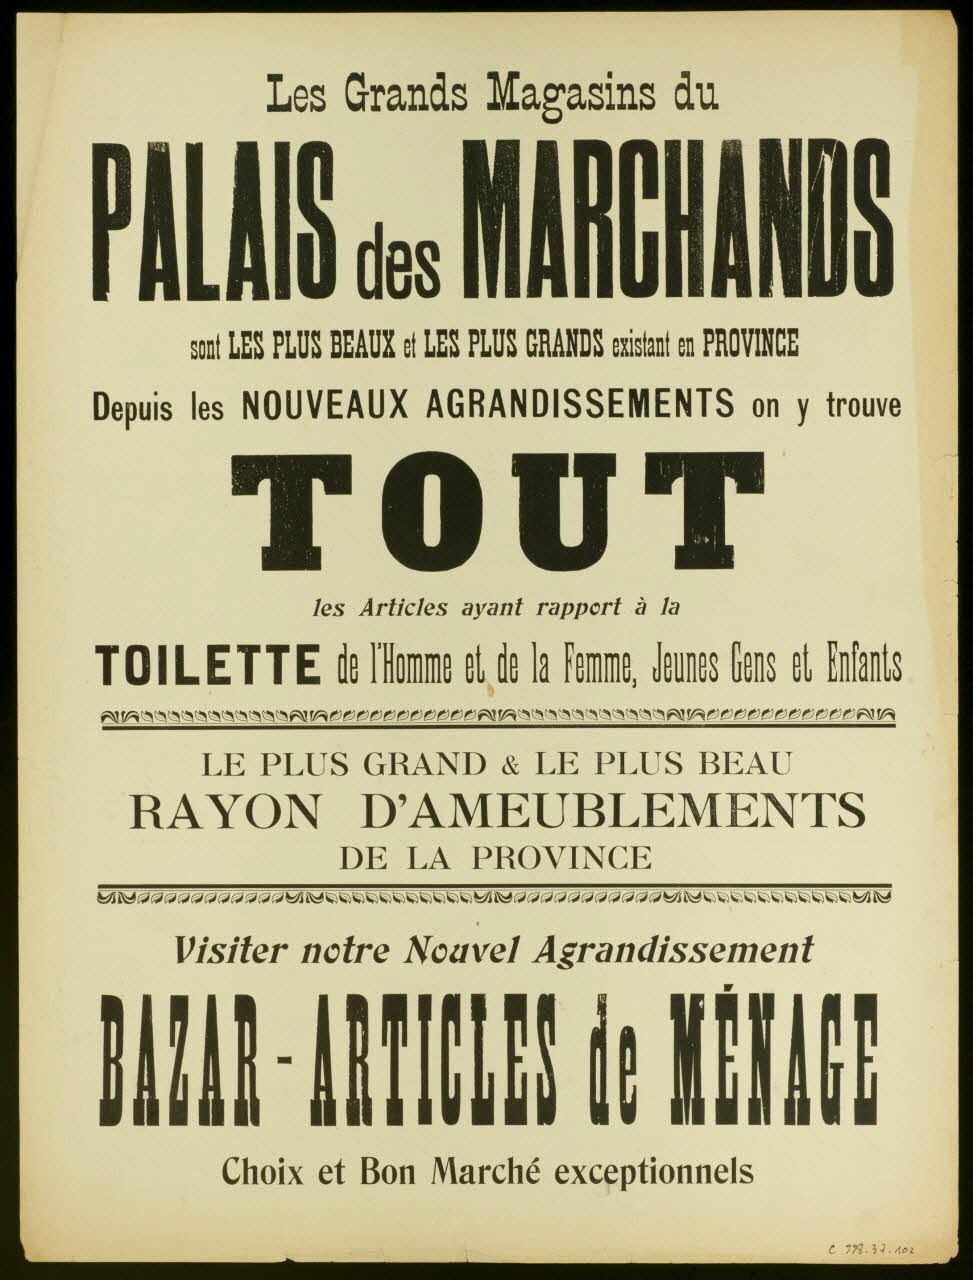 Les Grands Magasins du
PALAIS des MARCHANDS
sont LES PLUS BEAUX et LES PLUS GRANDS existant en PROVINCE
Depuis les NOUVEAUX AGRANDISSEMENTS on y trouve
TOUT
les Articles ayant rapport à la
TOILETTE de l'Homme et de la Femme, Jeunes Gens et Enfants
LE PLUS GRAND & LE PLUS BEAU
RAYON D'AMEUBLEMENTS
DE LA PROVINCE
Visiter notre Nouvel Agrandissement
BAZAR - ARTICLES de MÉNAGE
Choix et Bon Marché exceptionnels
C 998.37.102